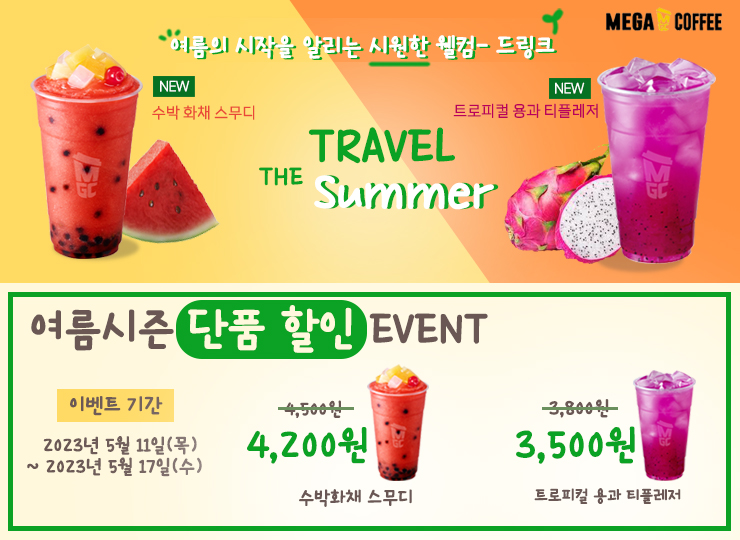 여름의 시작을 알리는 시원한 웰컴- 드링크
MEGA MGC COFFEE
NEW
수박 화채 스무디
NEW
트로피컬 용과 티플레저
TRAVEL
THE Summer
MGC
MGC
여름시즌 단품 할인 EVENT
이벤트 기간
2023년 5월 11일(목)
~ 2023년 5월 17일(수)
4,500원
4,200원
수박화채 스무디
3,800원
3,500원
트로피컬 용과 티플레저
MGC
MGC